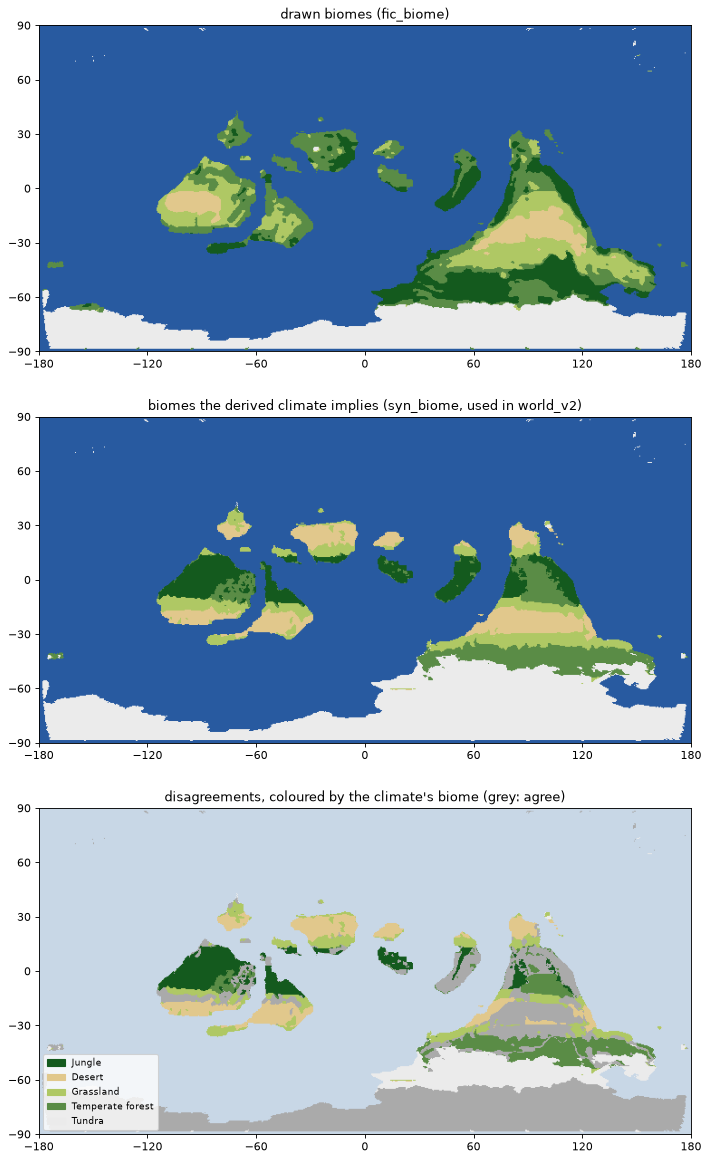 drawn biomes (fic_biome)
90
60
30
0
−30
−60
−90
−180 −120 −60 0 60 120 180
biomes the derived climate implies (syn_biome, used in world_v2)
90
60
30
0
−30
−60
−90
−180 −120 −60 0 60 120 180
disagreements, coloured by the climate's biome (grey: agree)
90
60
30
0
−30
−60
−90
Jungle
Desert
Grassland
Temperate forest
Tundra
−180 −120 −60 0 60 120 180